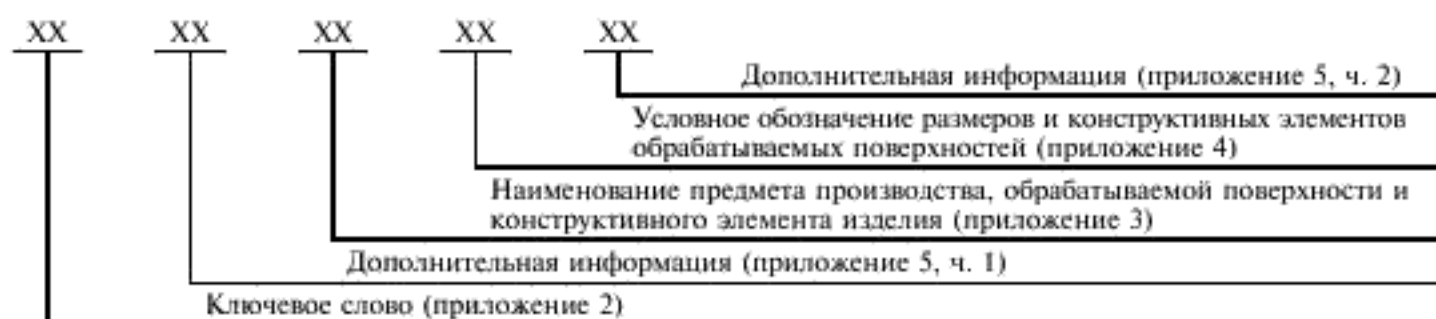 XX XX XX XX XX
Дополнительная информация (приложение 5, ч. 2)
Условное обозначение размеров и конструктивных элементов
обрабатываемых поверхностей (приложение 4)
Наименование предмета производства, обрабатываемой поверхности и
конструктивного элемента изделия (приложение 3)
Дополнительная информация (приложение 5, ч. 1)
Ключевое слово (приложение 2)